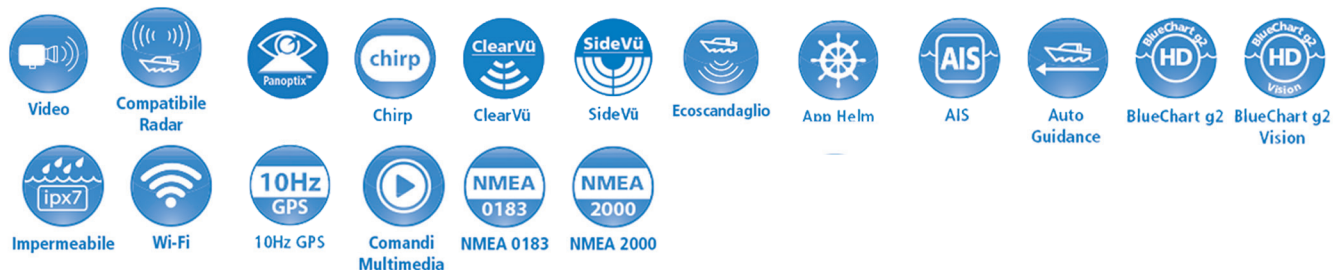 Panoptix™
chirp
ClearVü
SideVü
AIS
BlueChart g2
HD
BlueChart g2
HD
Vision
Video
Compatibile
Radar
Chirp
ClearVü
SideVü
Ecoscandaglio
App Helm
AIS
Auto
Guidance
BlueChart g2
BlueChart g2
Vision
ipx7
10Hz
GPS
NMEA
0183
NMEA
2000
Impermeabile
Wi-Fi
10Hz GPS
Comandi
Multimedia
NMEA 0183
NMEA 2000